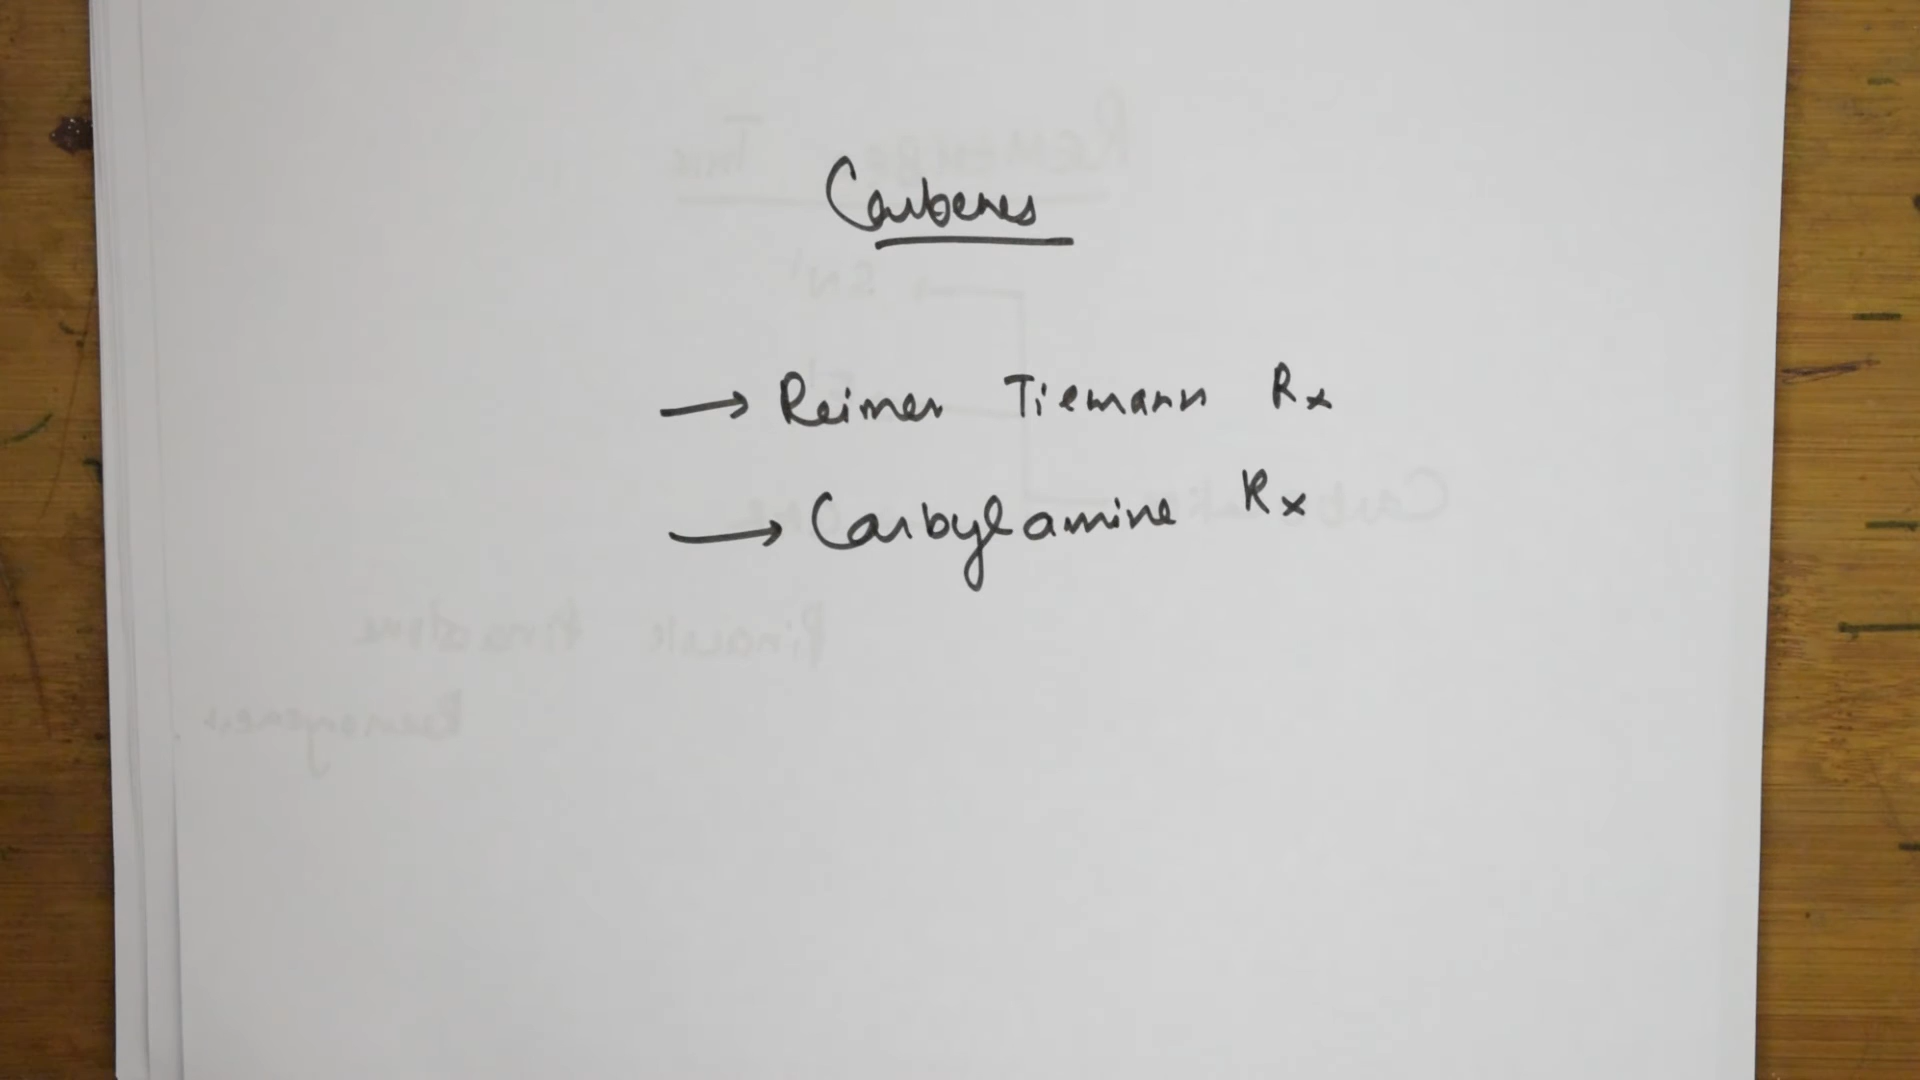 Carbenes
→ Reimer Tiemann Rx
→ Carbylamine Rx